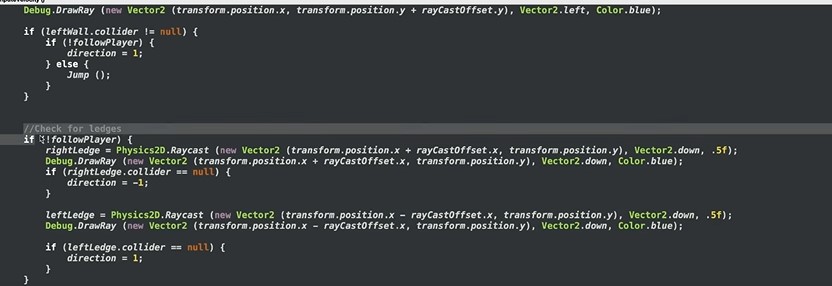 Debug.DrawRay (new Vector2 (transform.position.x, transform.position.y + rayCastOffset.y), Vector2.left, Color.blue);
if (leftWall.collider != null) {
if (!followPlayer) {
direction = 1;
} else {
Jump ();
}
}
//Check for ledges
if (!followPlayer) {
rightLedge = Physics2D.Raycast (new Vector2 (transform.position.x + rayCastOffset.x, transform.position.y), Vector2.down, .5f);
Debug.DrawRay (new Vector2 (transform.position.x + rayCastOffset.x, transform.position.y), Vector2.down, Color.blue);
if (rightLedge.collider == null) {
direction = -1;
}
leftLedge = Physics2D.Raycast (new Vector2 (transform.position.x - rayCastOffset.x, transform.position.y), Vector2.down, .5f);
Debug.DrawRay (new Vector2 (transform.position.x - rayCastOffset.x, transform.position.y), Vector2.down, Color.blue);
if (leftLedge.collider == null) {
direction = 1;
}
}